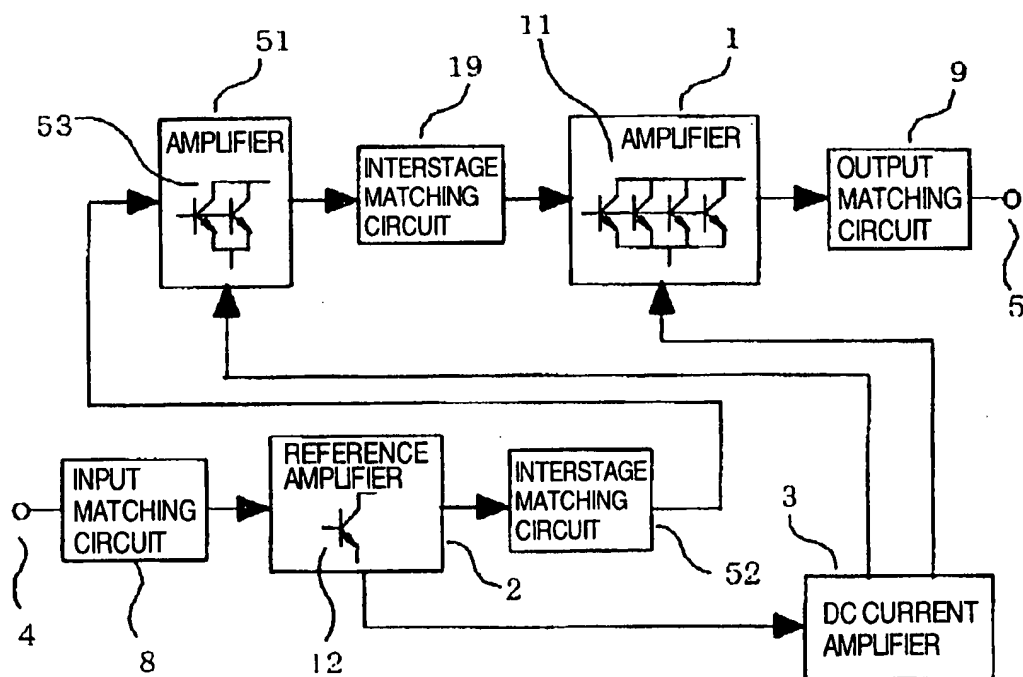 51
53
AMPLIFIER
19
INTERSTAGE
MATCHING
CIRCUIT
11
1
AMPLIFIER
9
OUTPUT
MATCHING
CIRCUIT
5
4
INPUT
MATCHING
CIRCUIT
8
REFERENCE
AMPLIFIER
12
2
INTERSTAGE
MATCHING
CIRCUIT
52
3
DC CURRENT
AMPLIFIER